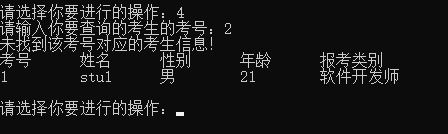 请选择你要进行的操作：4
请输入你要查询的考生的考号：2
未找到该考号对应的考生信息！
考号 姓名 性别 年龄 报考类别
1 stu1 男 21 软件开发师
请选择你要进行的操作：